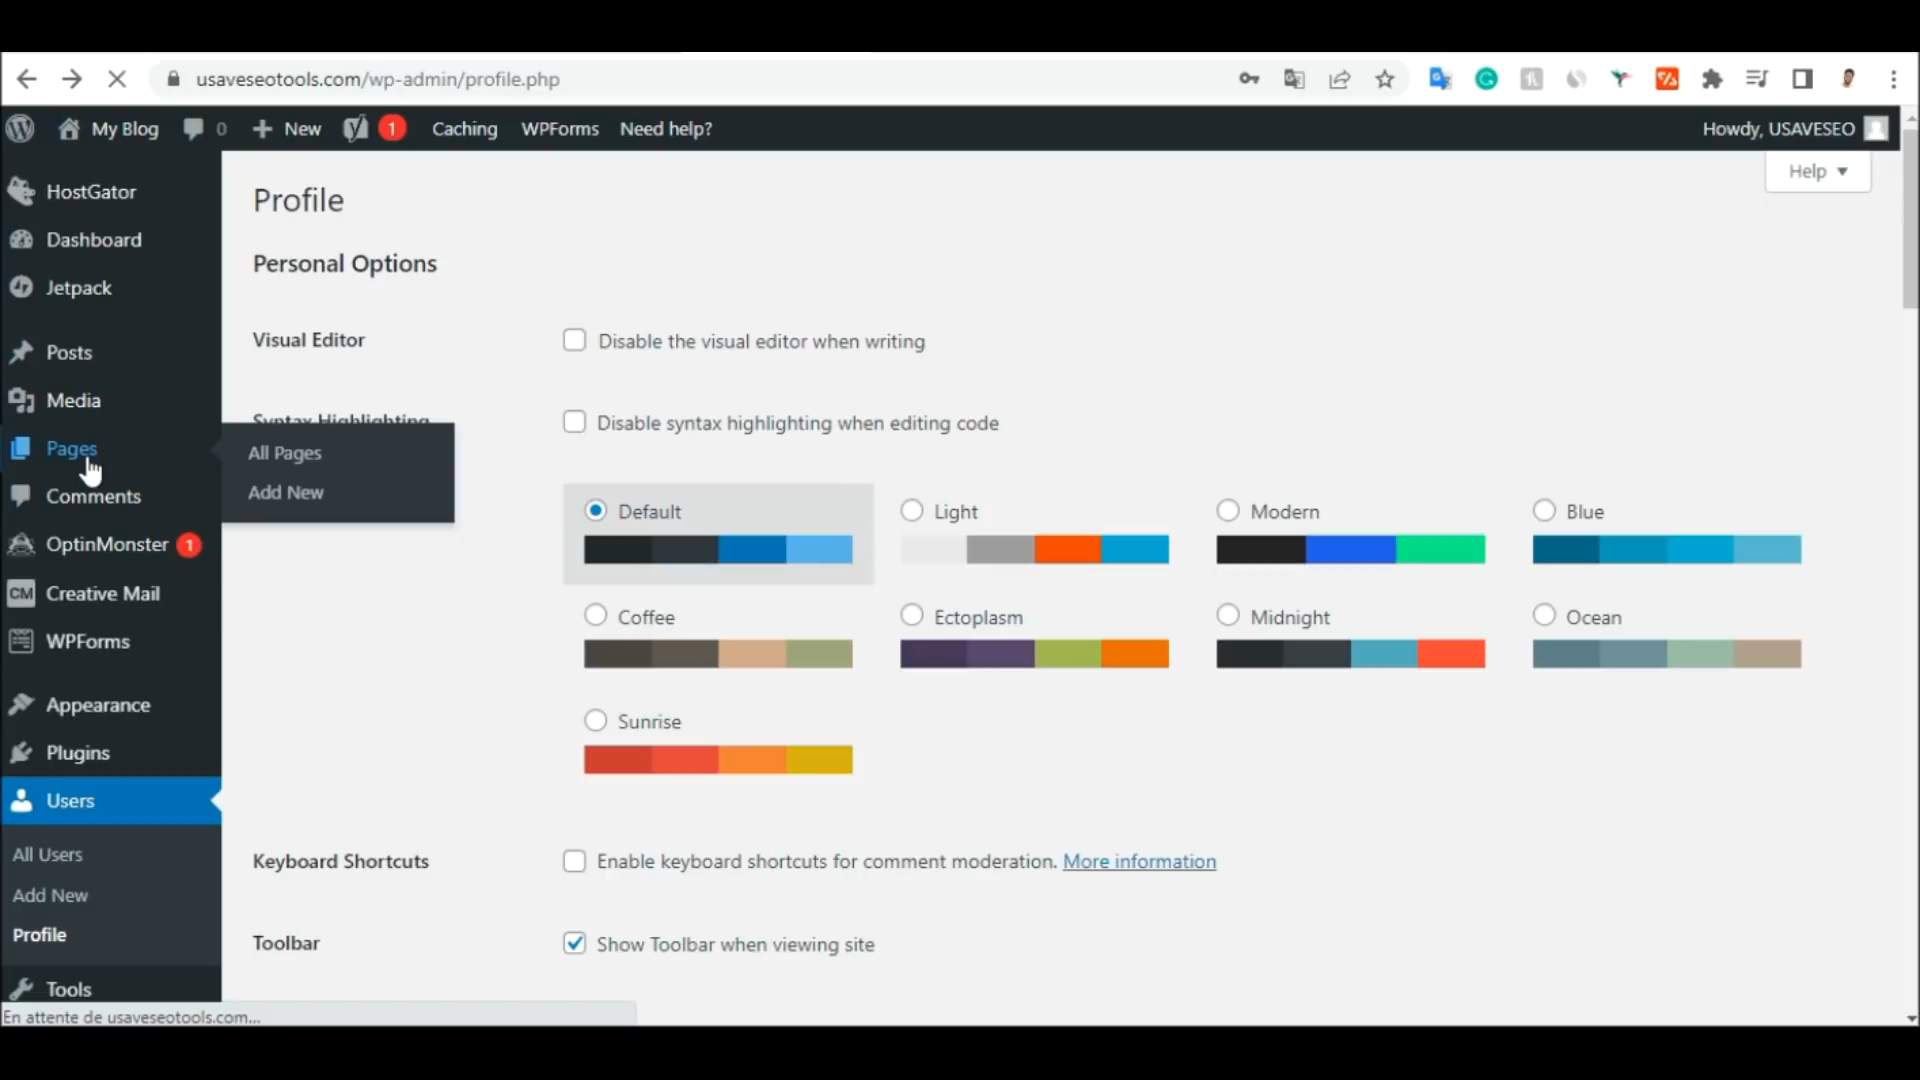 usaveseotools.com/wp-admin/profile.php
My Blog 0 New 1 Caching WPForms Need help? Howdy, USAVESEO
Help
HostGator
Dashboard
Jetpack
Posts
Media
Pages
Comments
OptinMonster 1
CM Creative Mail
WPForms
Appearance
Plugins
Users
All Users
Add New
Profile
Tools
All Pages
Add New
Profile
Personal Options
Visual Editor Disable the visual editor when writing
Syntax Highlighting Disable syntax highlighting when editing code
Default Light Modern Blue
Coffee Ectoplasm Midnight Ocean
Sunrise
Keyboard Shortcuts Enable keyboard shortcuts for comment moderation. More information
Toolbar Show Toolbar when viewing site
En attente de usaveseotools.com...